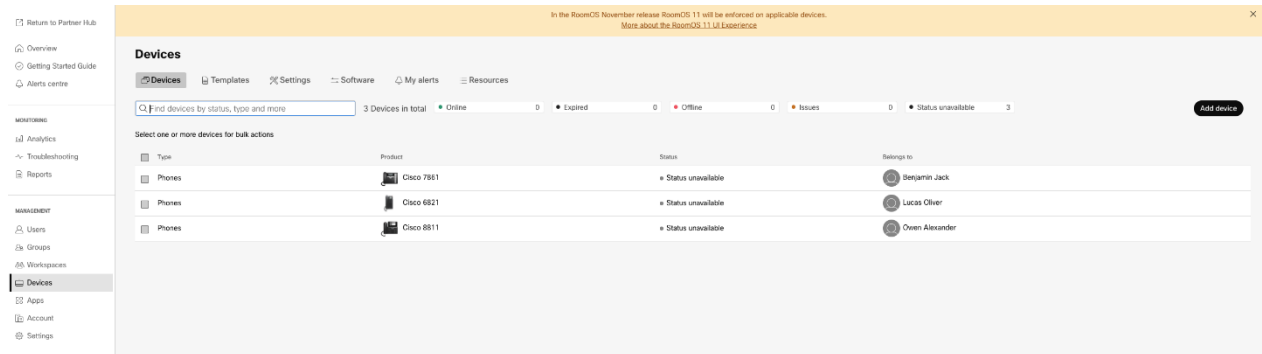 Return to Partner Hub
Overview
Getting Started Guide
Alerts centre
MONITORING
Analytics
Troubleshooting
Reports
MANAGEMENT
Users
Groups
Workspaces
Devices
Apps
Account
Settings
In the RoomOS November release RoomOS 11 will be enforced on applicable devices.
More about the RoomOS 11 UI Experience
Devices
Devices Templates Settings Software My alerts Resources
Find devices by status, type and more 3 Devices in total Online 0 Expired 0 Offline 0 Issues 0 Status unavailable 3 Add device
Select one or more devices for bulk actions
Type Product Status Belongs to
Phones Cisco 7861 Status unavailable Benjamin Jack
Phones Cisco 6821 Status unavailable Lucas Oliver
Phones Cisco 8811 Status unavailable Owen Alexander